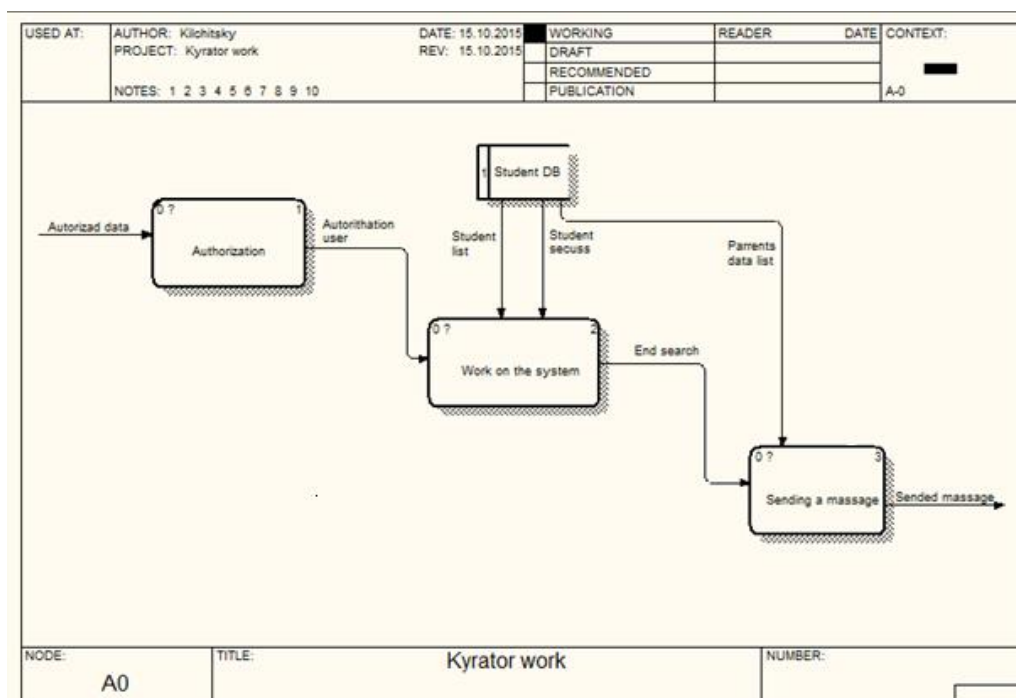 USED AT:
AUTHOR: Kilchitsky
DATE: 15.10.2015
PROJECT: Kyrator work
REV: 15.10.2015
NOTES: 1 2 3 4 5 6 7 8 9 10
WORKING
DRAFT
RECOMMENDED
PUBLICATION
READER DATE
CONTEXT:
A-0
1 Student DB
0 ? 1
Autorizad data
Authorization
Autorithation
user
Student
list
Student
secuss
Parrents
data list
0 ? 2
Work on the system
End search
0 ? 3
Sending a massage
Sended massage
NODE:
A0
TITLE:
Kyrator work
NUMBER: